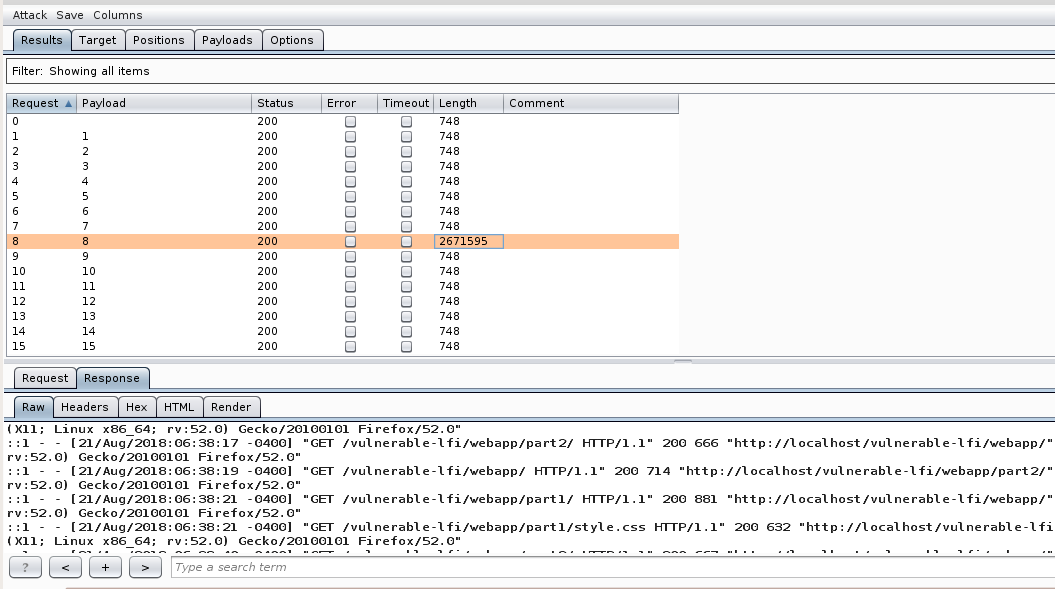 Attack Save Columns
Results Target Positions Payloads Options
Filter: Showing all items
Request Payload Status Error Timeout Length Comment
0 200 748
1 1 200 748
2 2 200 748
3 3 200 748
4 4 200 748
5 5 200 748
6 6 200 748
7 7 200 748
8 8 200 2671595
9 9 200 748
10 10 200 748
11 11 200 748
12 12 200 748
13 13 200 748
14 14 200 748
15 15 200 748
Request Response
Raw Headers Hex HTML Render
(X11; Linux x86_64; rv:52.0) Gecko/20100101 Firefox/52.0"
::1 - - [21/Aug/2018:06:38:17 -0400] "GET /vulnerable-lfi/webapp/part2/ HTTP/1.1" 200 666 "http://localhost/vulnerable-lfi/webapp/"
rv:52.0) Gecko/20100101 Firefox/52.0"
::1 - - [21/Aug/2018:06:38:19 -0400] "GET /vulnerable-lfi/webapp/ HTTP/1.1" 200 714 "http://localhost/vulnerable-lfi/webapp/part2/"
rv:52.0) Gecko/20100101 Firefox/52.0"
::1 - - [21/Aug/2018:06:38:21 -0400] "GET /vulnerable-lfi/webapp/part1/ HTTP/1.1" 200 881 "http://localhost/vulnerable-lfi/webapp/"
rv:52.0) Gecko/20100101 Firefox/52.0"
::1 - - [21/Aug/2018:06:38:21 -0400] "GET /vulnerable-lfi/webapp/part1/style.css HTTP/1.1" 200 632 "http://localhost/vulnerable-lfi
(X11; Linux x86_64; rv:52.0) Gecko/20100101 Firefox/52.0"
? < + > Type a search term